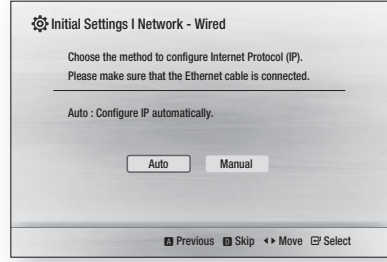 Initial Settings I Network - Wired
Choose the method to configure Internet Protocol (IP).
Please make sure that the Ethernet cable is connected.
Auto : Configure IP automatically.
Auto Manual
A Previous D Skip Move Select